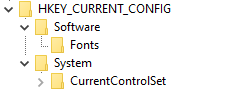 HKEY_CURRENT_CONFIG
Software
Fonts
System
CurrentControlSet